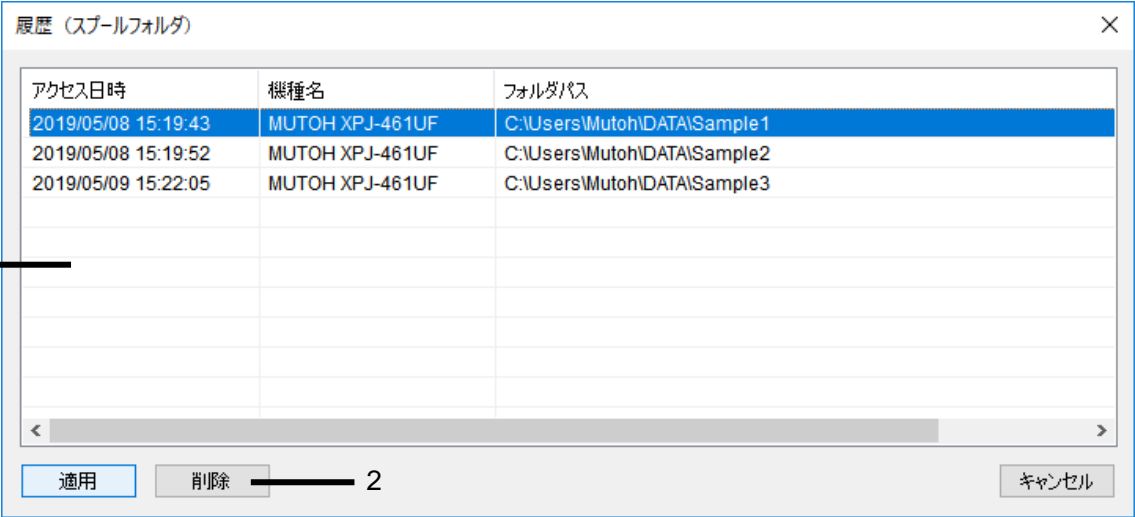 履歴（スプールフォルダ）
アクセス日時 機種名 フォルダパス
2019/05/08 15:19:43 MUTOH XPJ-461UF C:\Users\Mutoh\DATA\Sample1
2019/05/08 15:19:52 MUTOH XPJ-461UF C:\Users\Mutoh\DATA\Sample2
2019/05/09 15:22:05 MUTOH XPJ-461UF C:\Users\Mutoh\DATA\Sample3
適用 削除 2 キャンセル